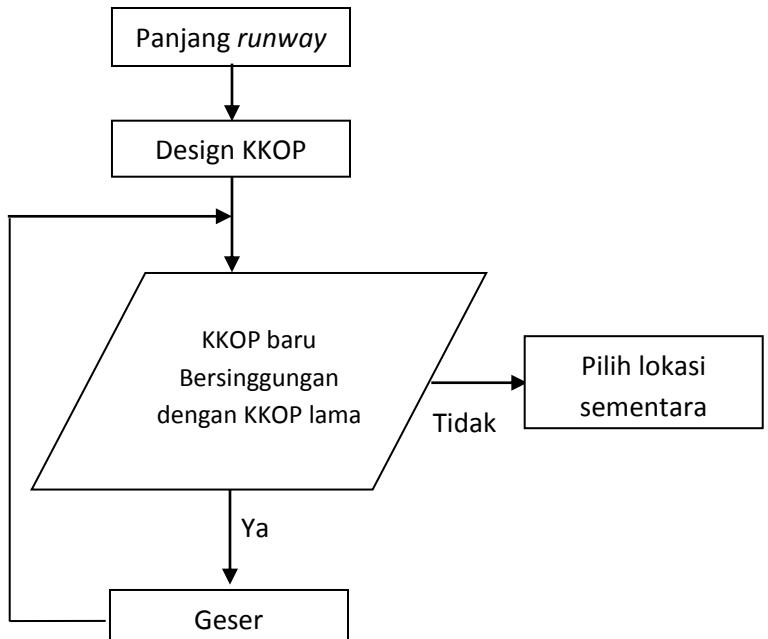 Panjang runway
Design KKOP
KKOP baru
Bersinggungan
dengan KKOP lama
Tidak
Pilih lokasi
sementara
Ya
Geser